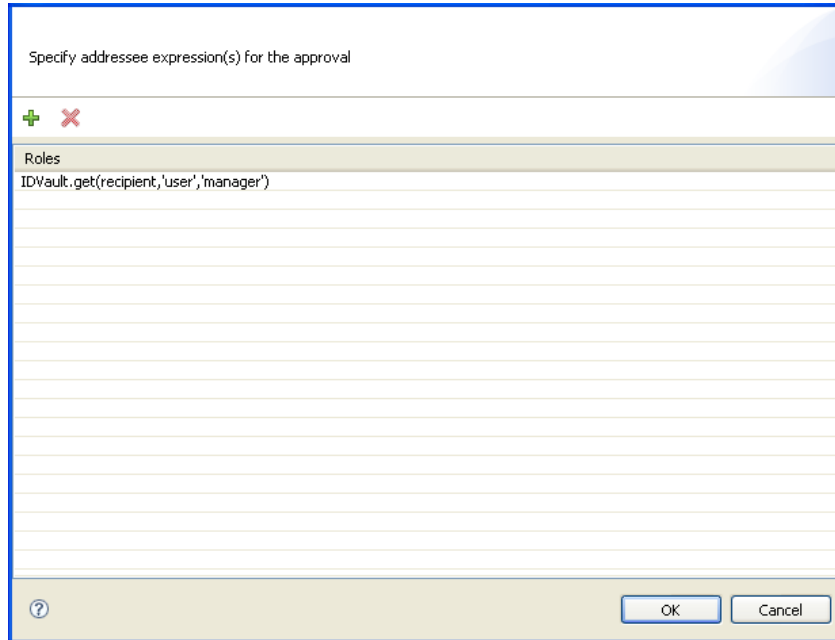 Specify addressee expression(s) for the approval
Roles
IDVault.get(recipient,'user','manager')
?
OK
Cancel